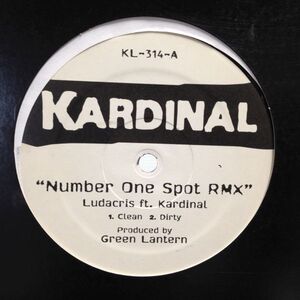 KL-314-A
KARDINAL
"Number One Spot RMX"
Ludacris ft. Kardinal
1. Clean 2. Dirty
Produced by
Green Lantern